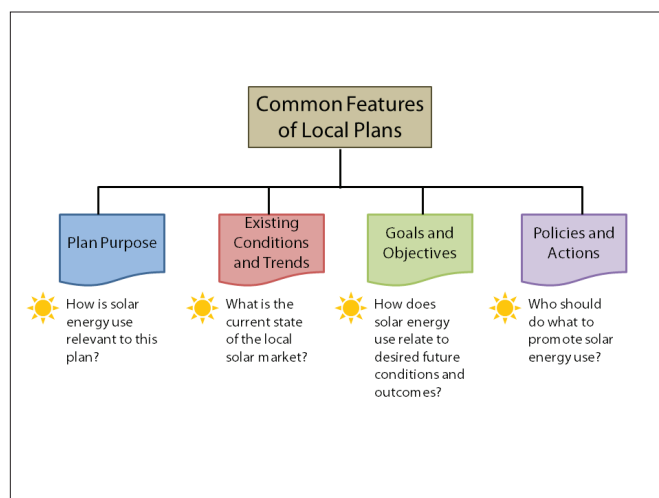 Common Features
of Local Plans
Plan Purpose
Existing
Conditions
and Trends
Goals and
Objectives
Policies and
Actions
How is solar
energy use
relevant to this
plan?
What is the
current state
of the local
solar market?
How does
solar energy
use relate to
desired future
conditions and
outcomes?
Who should
do what to
promote solar
energy use?